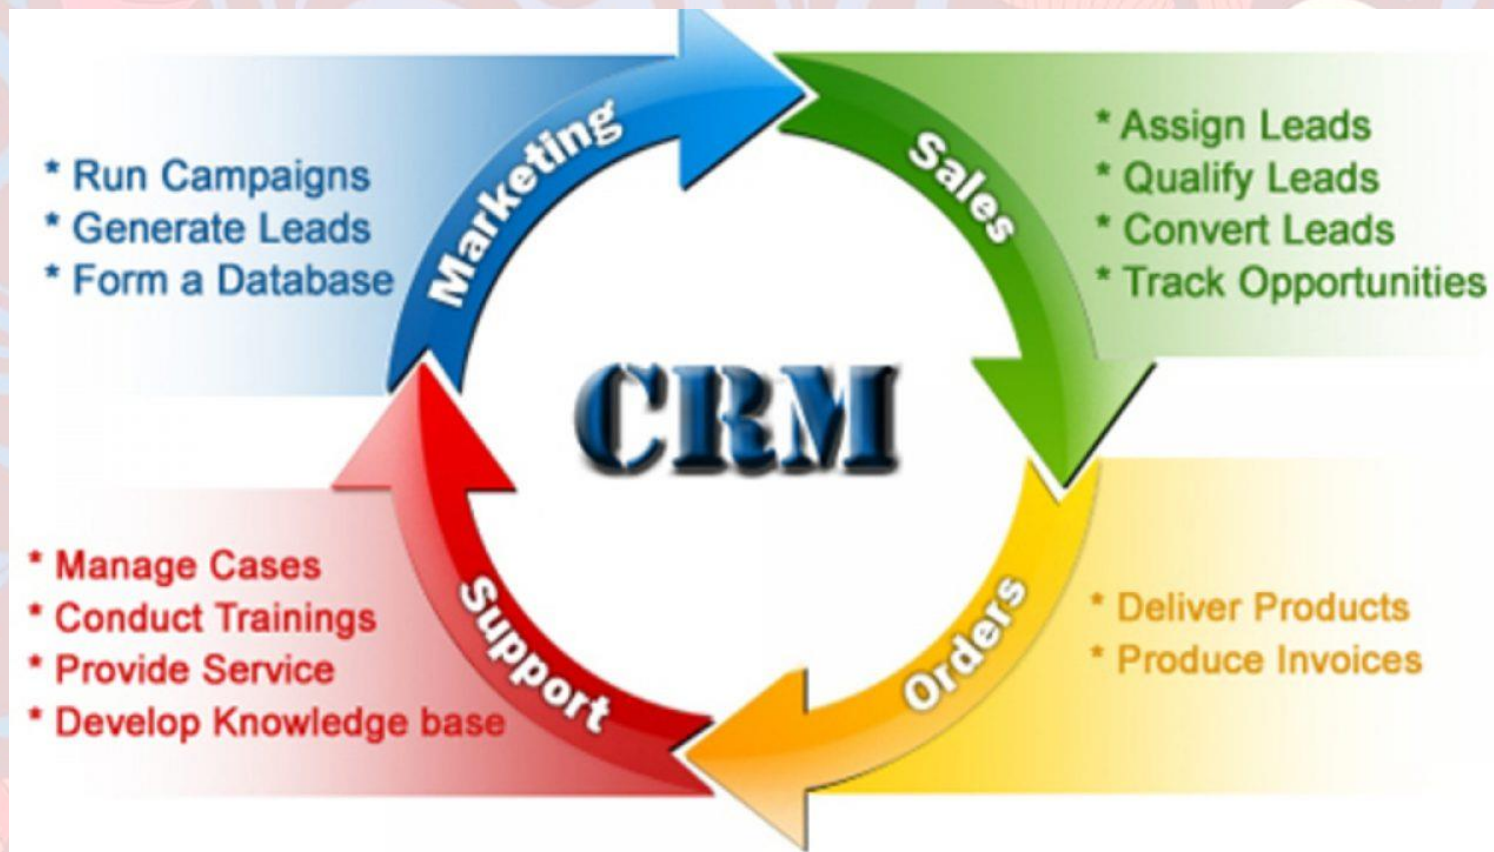 Marketing
* Run Campaigns
* Generate Leads
* Form a Database
Sales
* Assign Leads
* Qualify Leads
* Convert Leads
* Track Opportunities
CRM
Orders
* Deliver Products
* Produce Invoices
Support
* Manage Cases
* Conduct Trainings
* Provide Service
* Develop Knowledge base